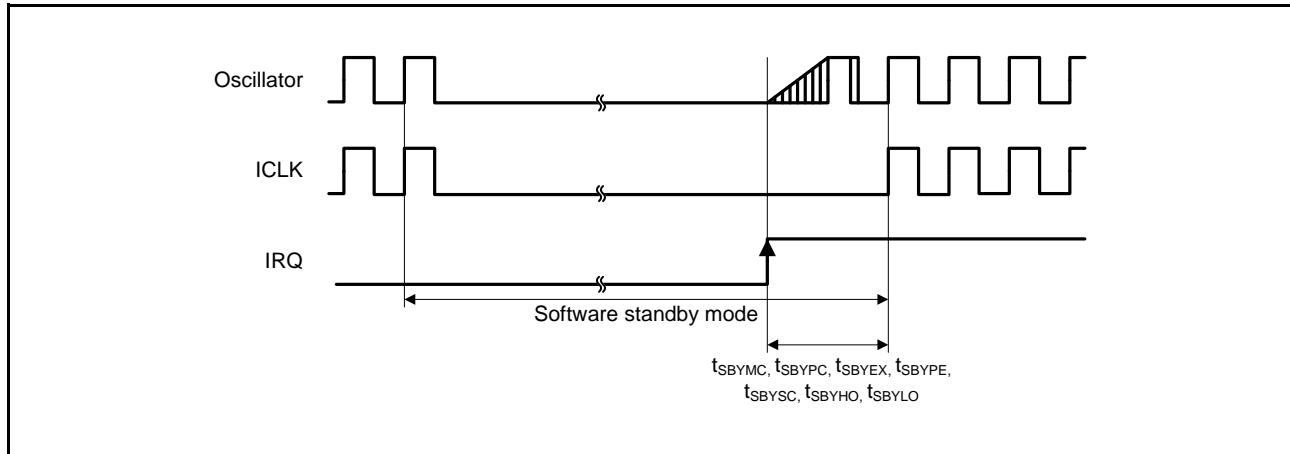 Oscillator
ICLK
IRQ
Software standby mode
tSBYMC, tSBYPC, tSBYEX, tSBYPE,
tSBYSC, tSBYHO, tSBYLO